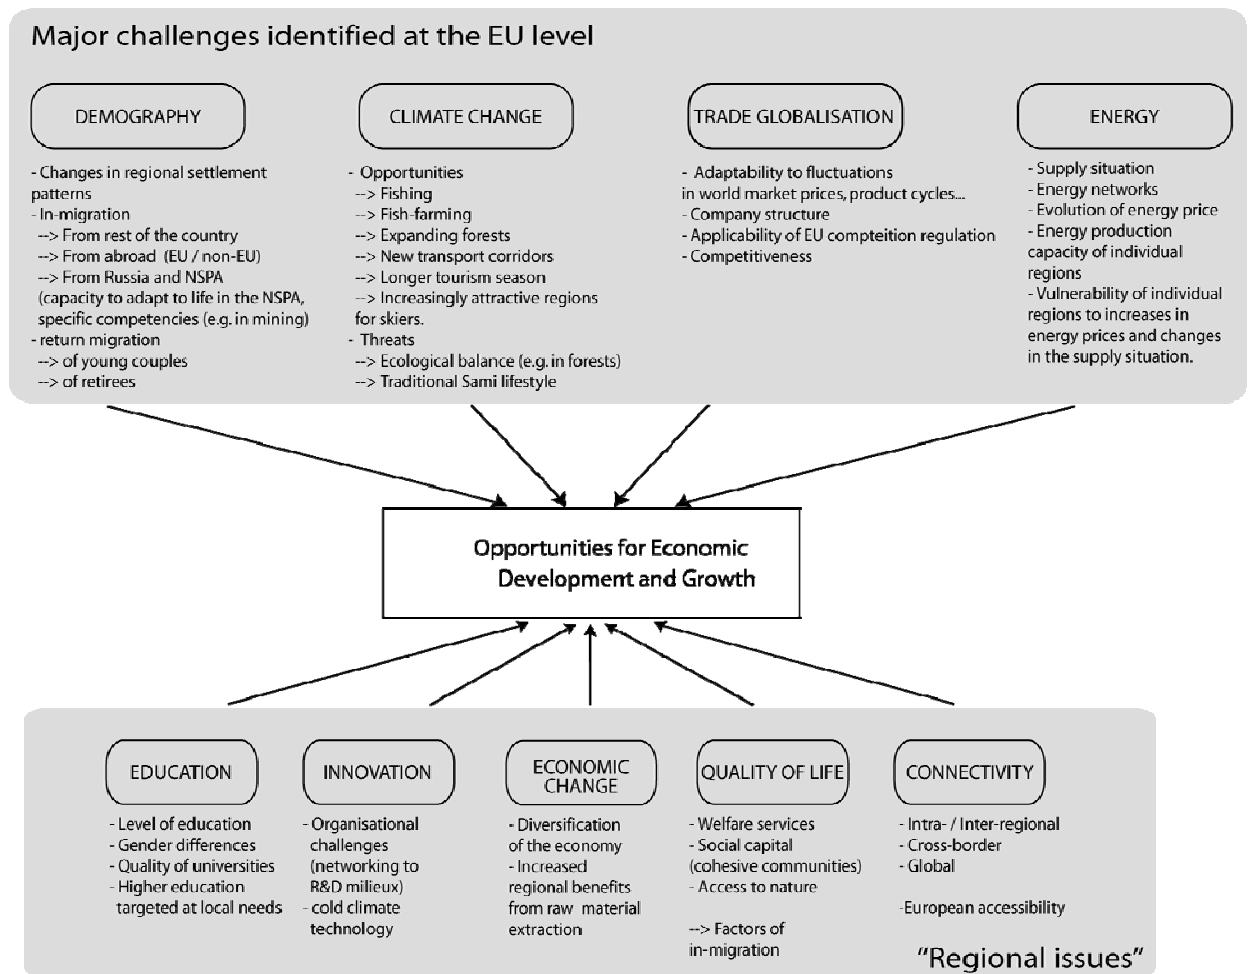 Major challenges identified at the EU level
DEMOGRAPHY
- Changes in regional settlement
patterns
- In-migration
--> From rest of the country
--> From abroad (EU / non-EU)
--> From Russia and NSPA
(capacity to adapt to life in the NSPA,
specific competencies (e.g. in mining)
- return migration
--> of young couples
--> of retirees
CLIMATE CHANGE
- Opportunities
--> Fishing
--> Fish-farming
--> Expanding forests
--> New transport corridors
--> Longer tourism season
--> Increasingly attractive regions
for skiers.
- Threats
--> Ecological balance (e.g. in forests)
--> Traditional Sami lifestyle
TRADE GLOBALISATION
- Adaptability to fluctuations
in world market prices, product cycles...
- Company structure
- Applicability of EU compteition regulation
- Competitiveness
ENERGY
- Supply situation
- Energy networks
- Evolution of energy price
- Energy production
capacity of individual
regions
- Vulnerability of individual
regions to increases in
energy prices and changes
in the supply situation.
Opportunities for Economic
Development and Growth
EDUCATION
- Level of education
- Gender differences
- Quality of universities
- Higher education
targeted at local needs
INNOVATION
- Organisational
challenges
(networking to
R&D milieux)
- cold climate
technology
ECONOMIC
CHANGE
- Diversification
of the economy
- Increased
regional benefits
from raw material
extraction
QUALITY OF LIFE
- Welfare services
- Social capital
(cohesive communities)
- Access to nature
--> Factors of
in-migration
CONNECTIVITY
- Intra- / Inter-regional
- Cross-border
- Global
-European accessibility
"Regional issues"